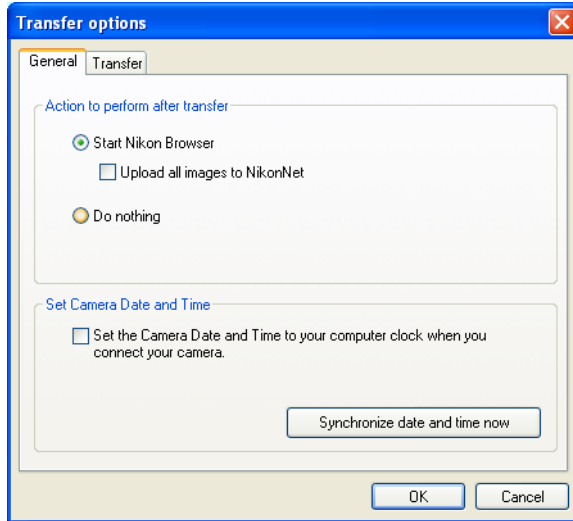 Transfer options
General
Transfer
Action to perform after transfer
Start Nikon Browser
Upload all images to NikonNet
Do nothing
Set Camera Date and Time
Set the Camera Date and Time to your computer clock when you
connect your camera.
Synchronize date and time now
OK
Cancel